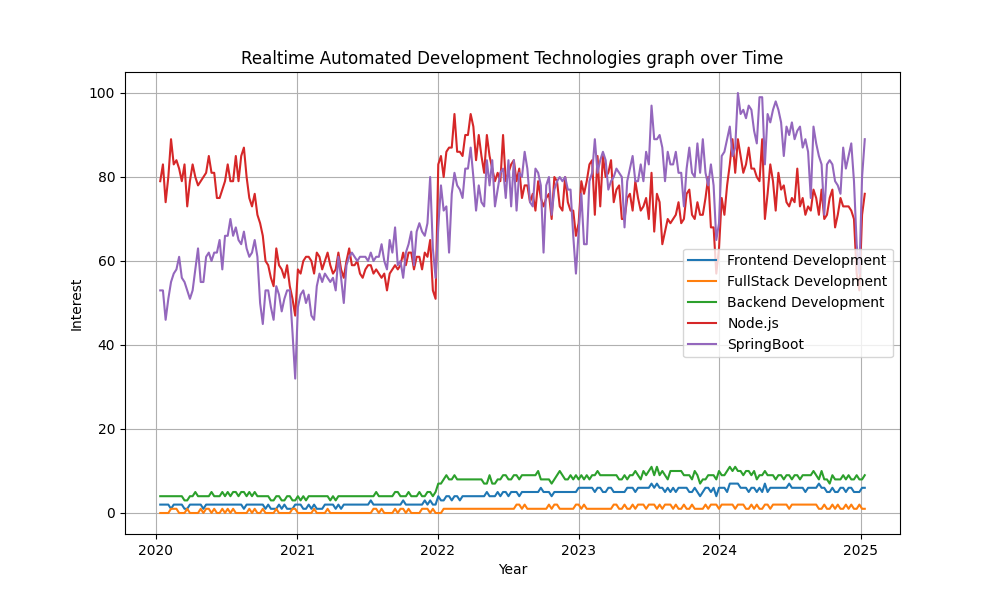 Realtime Automated Development Technologies graph over Time
100
80
60
40
20
0
Interest
Frontend Development
FullStack Development
Backend Development
Node.js
SpringBoot
2020 2021 2022 2023 2024 2025
Year